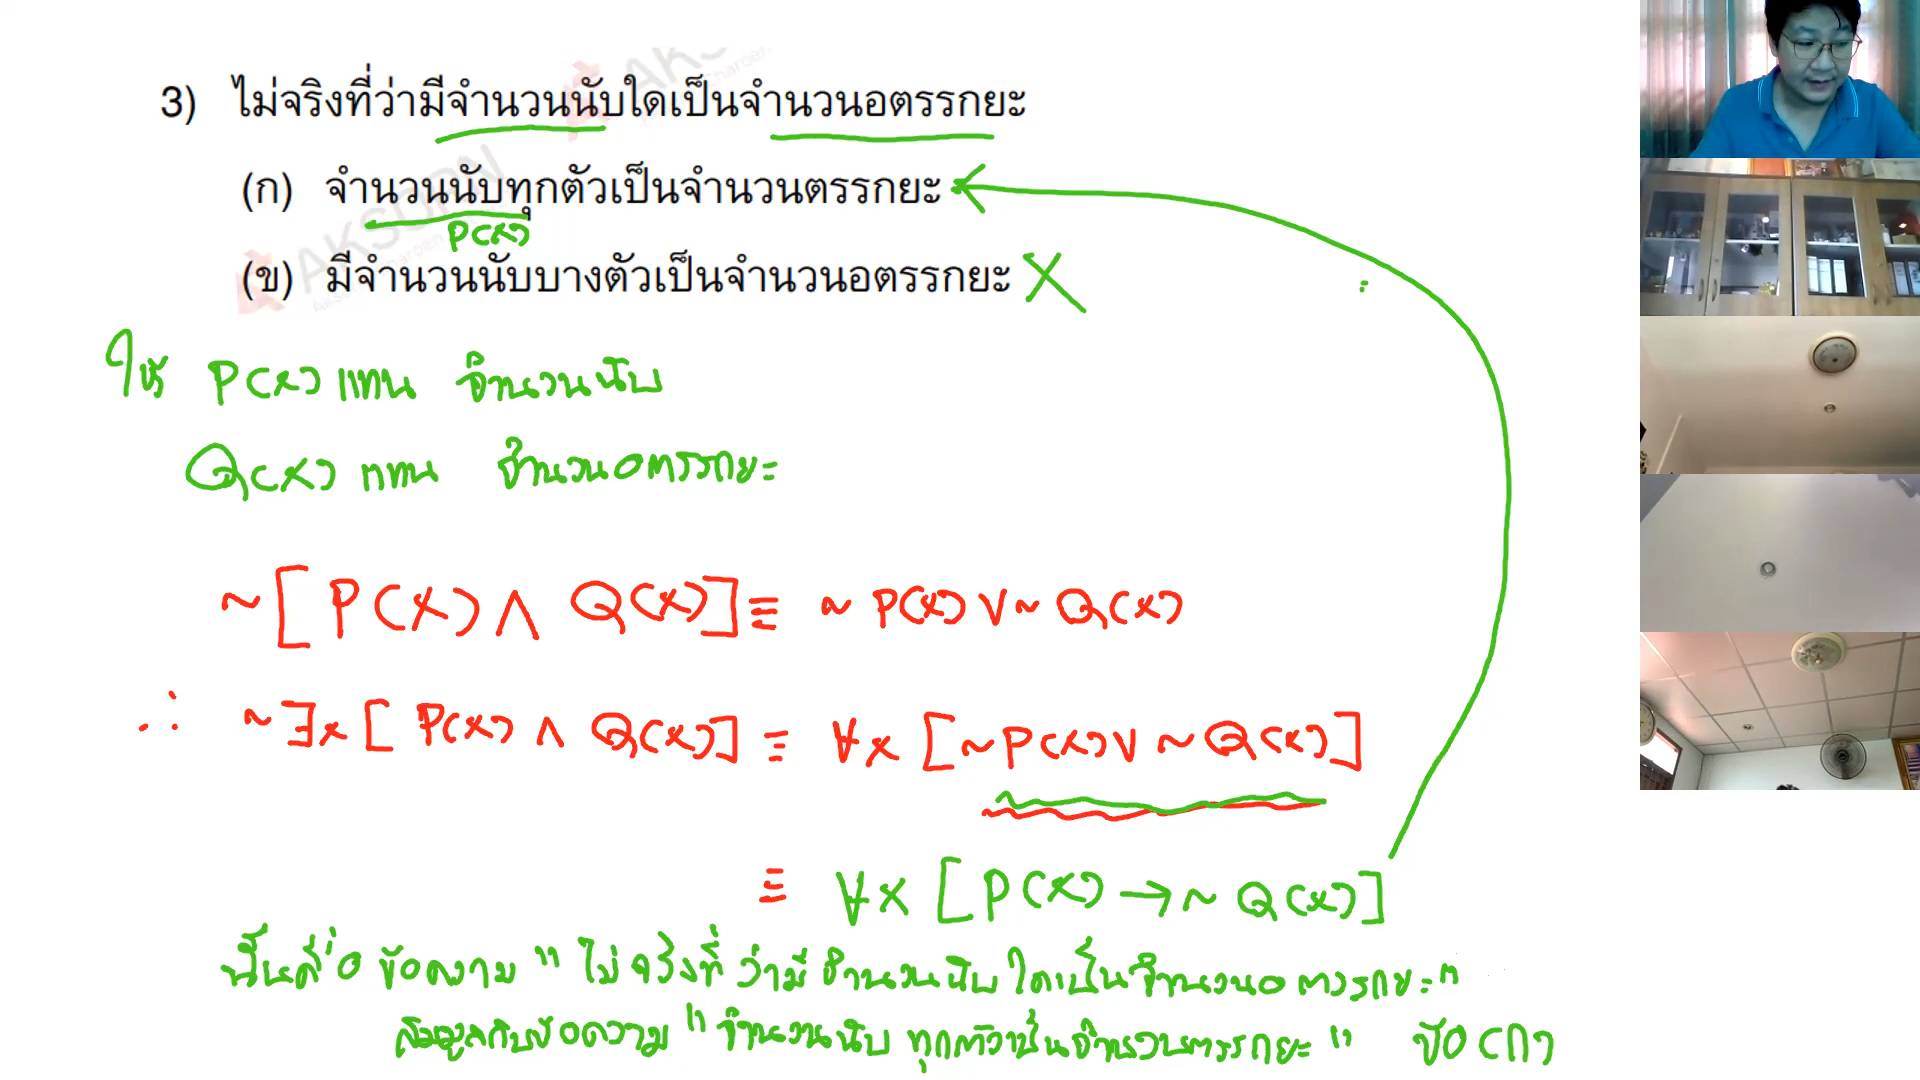 3) ไม่จริงที่ว่ามีจำนวนนับใดเป็นจำนวนอตรรกยะ
(ก) จำนวนนับทุกตัวเป็นจำนวนตรรกยะ
P(x)
(ข) มีจำนวนนับบางตัวเป็นจำนวนอตรรกยะ X
ให้ P(x) แทน จำนวนนับ
Q(x) แทน จำนวนอตรรกยะ
~[P(x) ∧ Q(x)] ≡ ~P(x) ∨ ~Q(x)
∴ ~∃x[P(x) ∧ Q(x)] ≡ ∀x[~P(x) ∨ ~Q(x)]
≡ ∀x[P(x) → ~Q(x)]
นั่นคือ ข้อความ "ไม่จริงที่ว่ามีจำนวนนับใดเป็นจำนวนอตรรกยะ"
สมมูลกับข้อความ "จำนวนนับทุกตัวเป็นจำนวนตรรกยะ" ข้อ (ก)
AKSORN
AKSORN